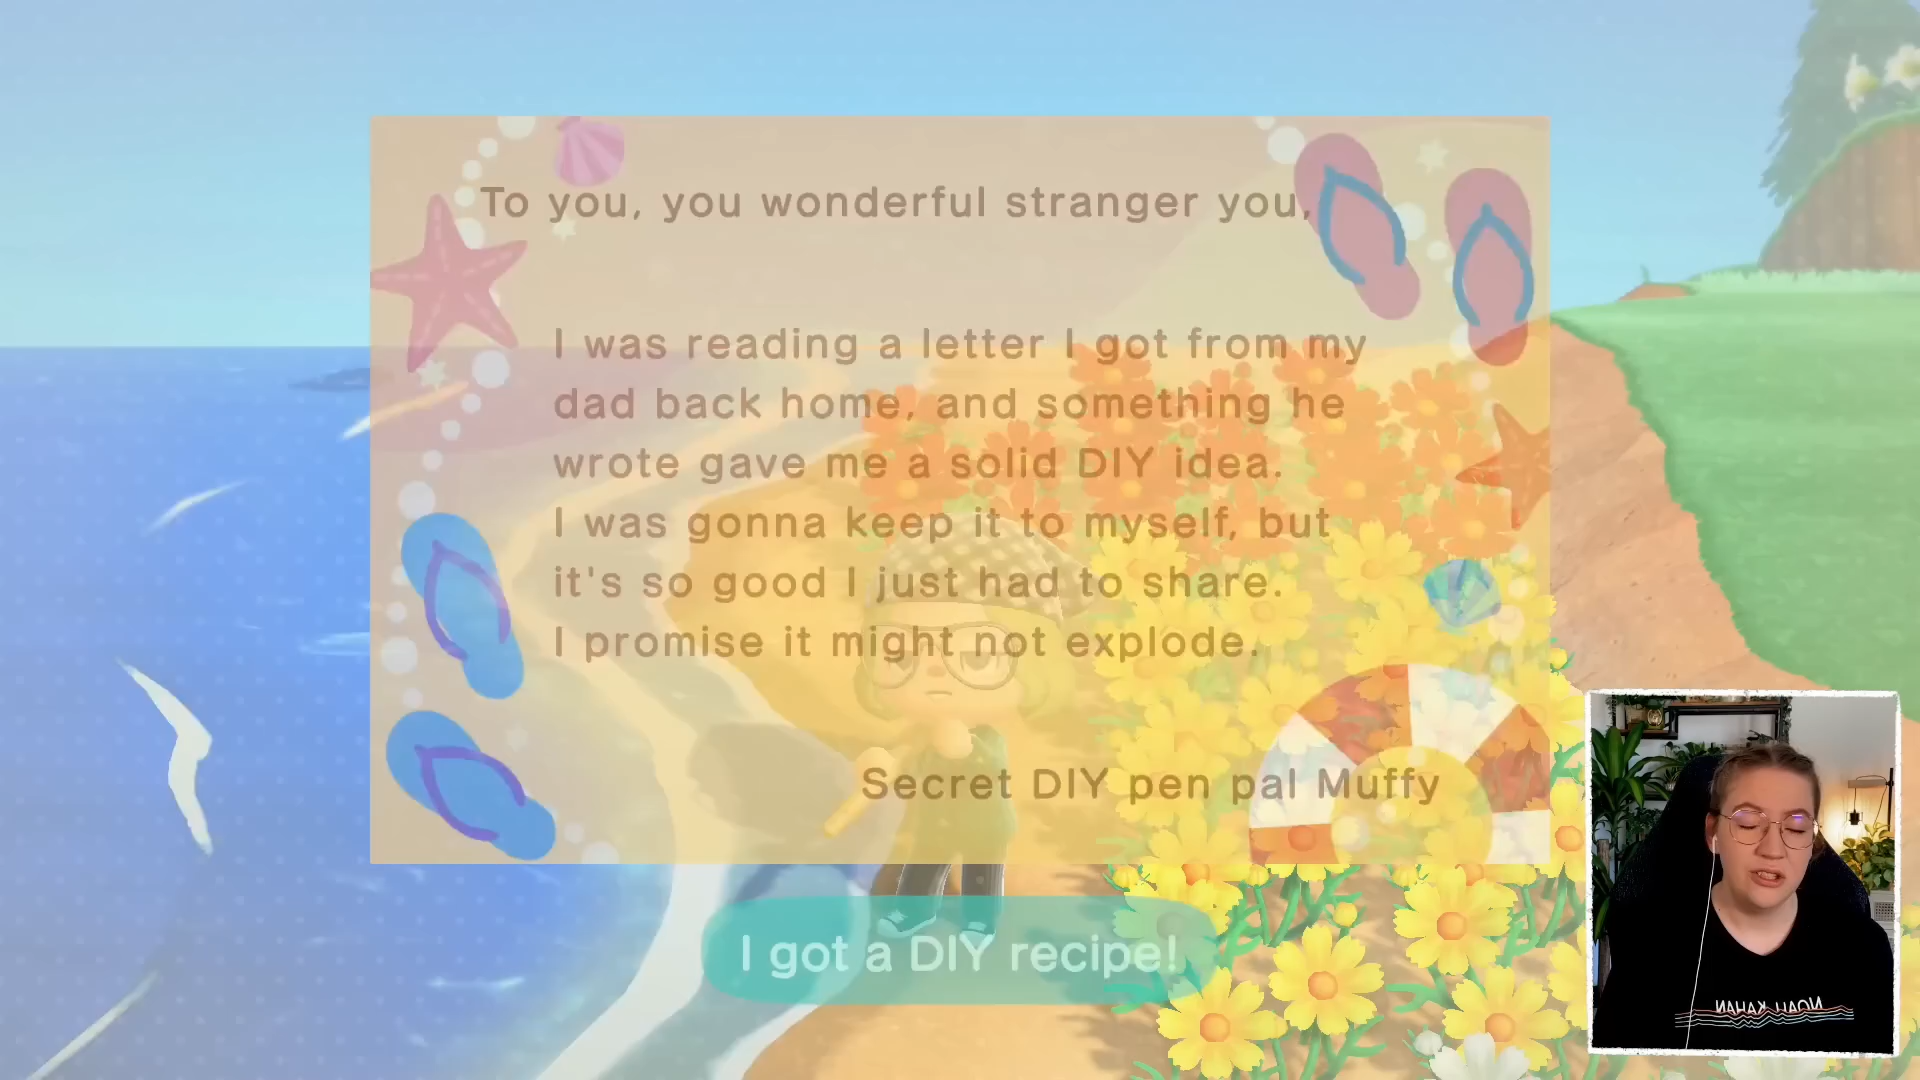 To you, you wonderful stranger you,
I was reading a letter I got from my
dad back home, and something he
wrote gave me a solid DIY idea.
I was gonna keep it to myself, but
it's so good I just had to share.
I promise it might not explode.
Secret DIY pen pal Muffy
I got a DIY recipe!
NOAH KAHAN